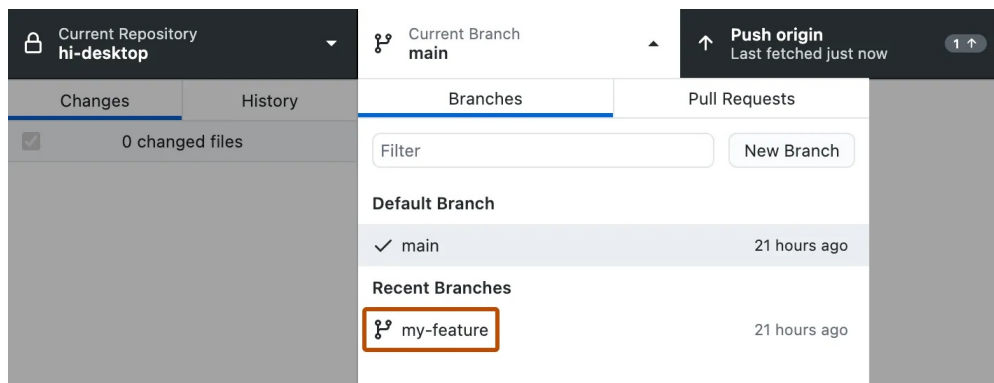 Current Repository
hi-desktop
Current Branch
main
Push origin
Last fetched just now
1
Changes
History
Branches
Pull Requests
0 changed files
Filter
New Branch
Default Branch
main
21 hours ago
Recent Branches
my-feature
21 hours ago